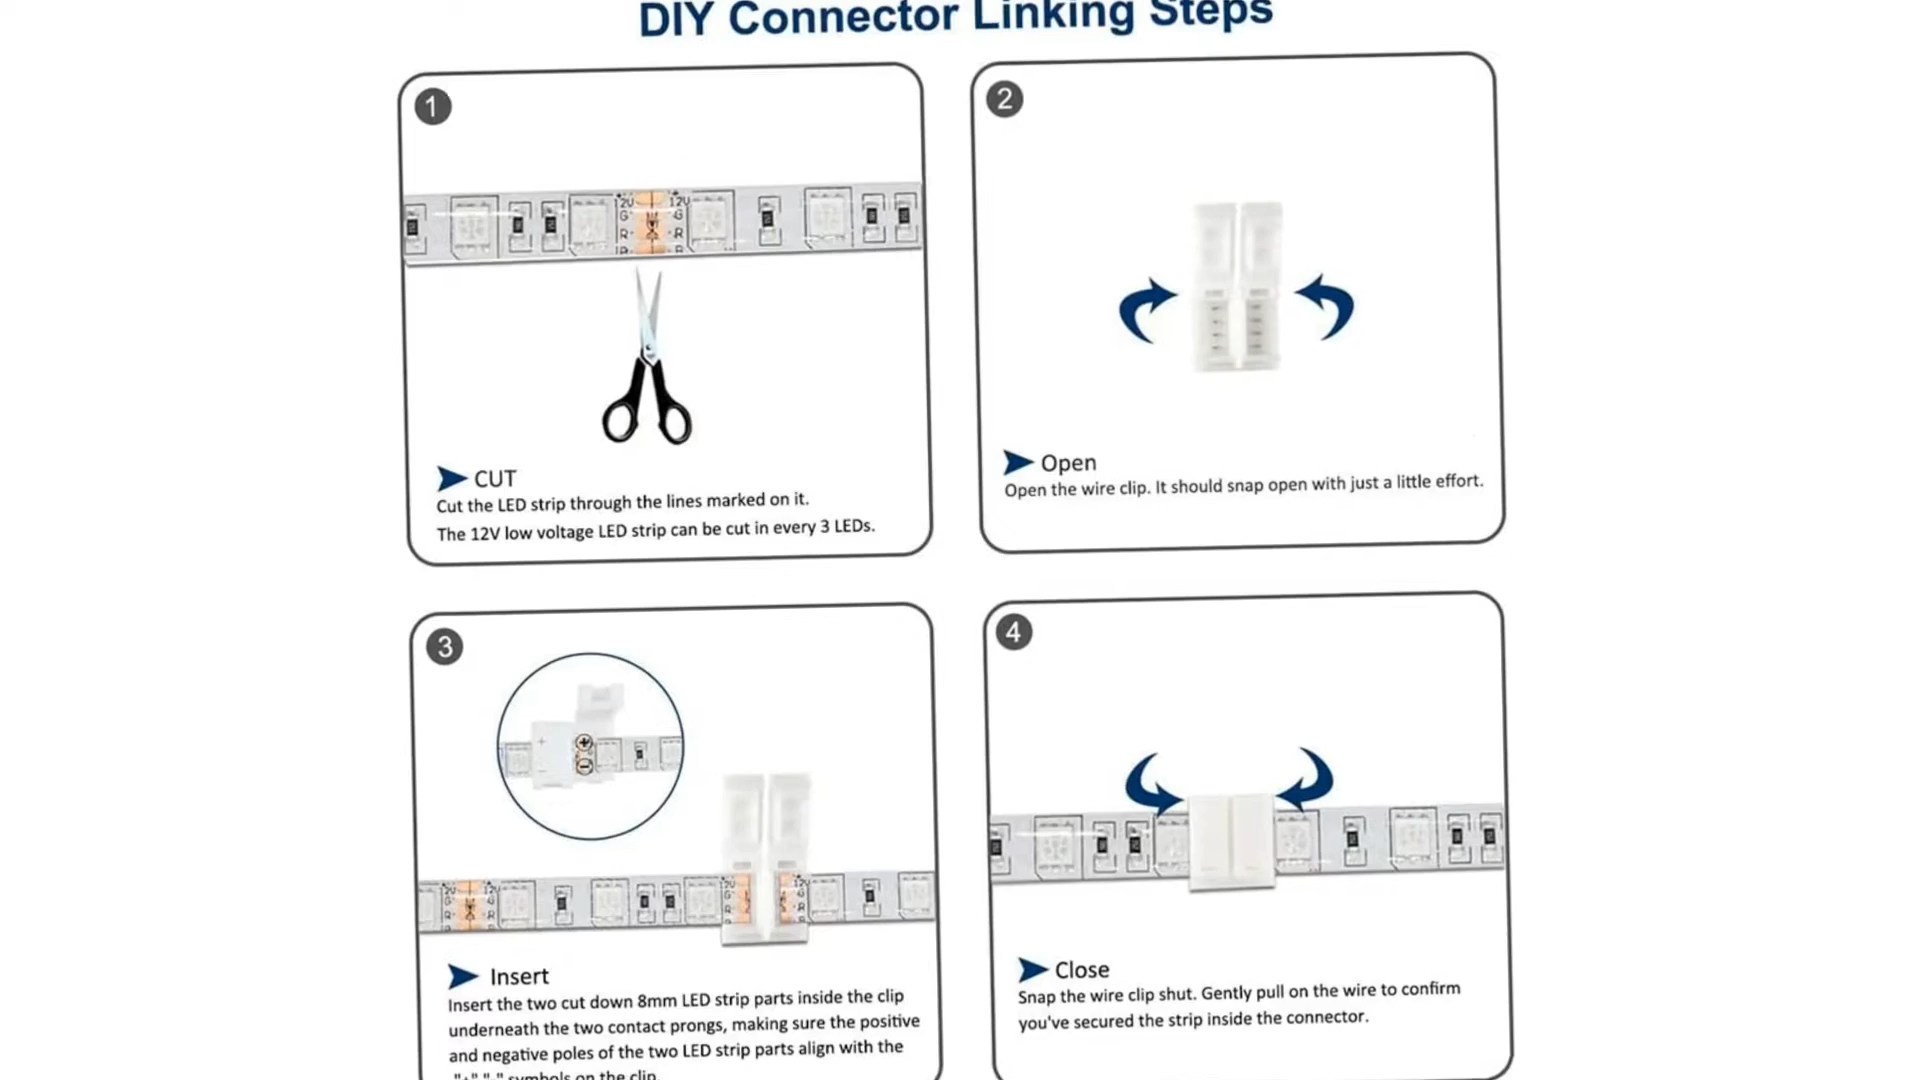 DIY Connector Linking Steps
1
12V 12V
G G
R R
CUT
Cut the LED strip through the lines marked on it.
The 12V low voltage LED strip can be cut in every 3 LEDs.
2
Open
Open the wire clip. It should snap open with just a little effort.
3
Insert
Insert the two cut down 8mm LED strip parts inside the clip
underneath the two contact prongs, making sure the positive
and negative poles of the two LED strip parts align with the
"+" "-" symbols on the clip.
4
Close
Snap the wire clip shut. Gently pull on the wire to confirm
you've secured the strip inside the connector.